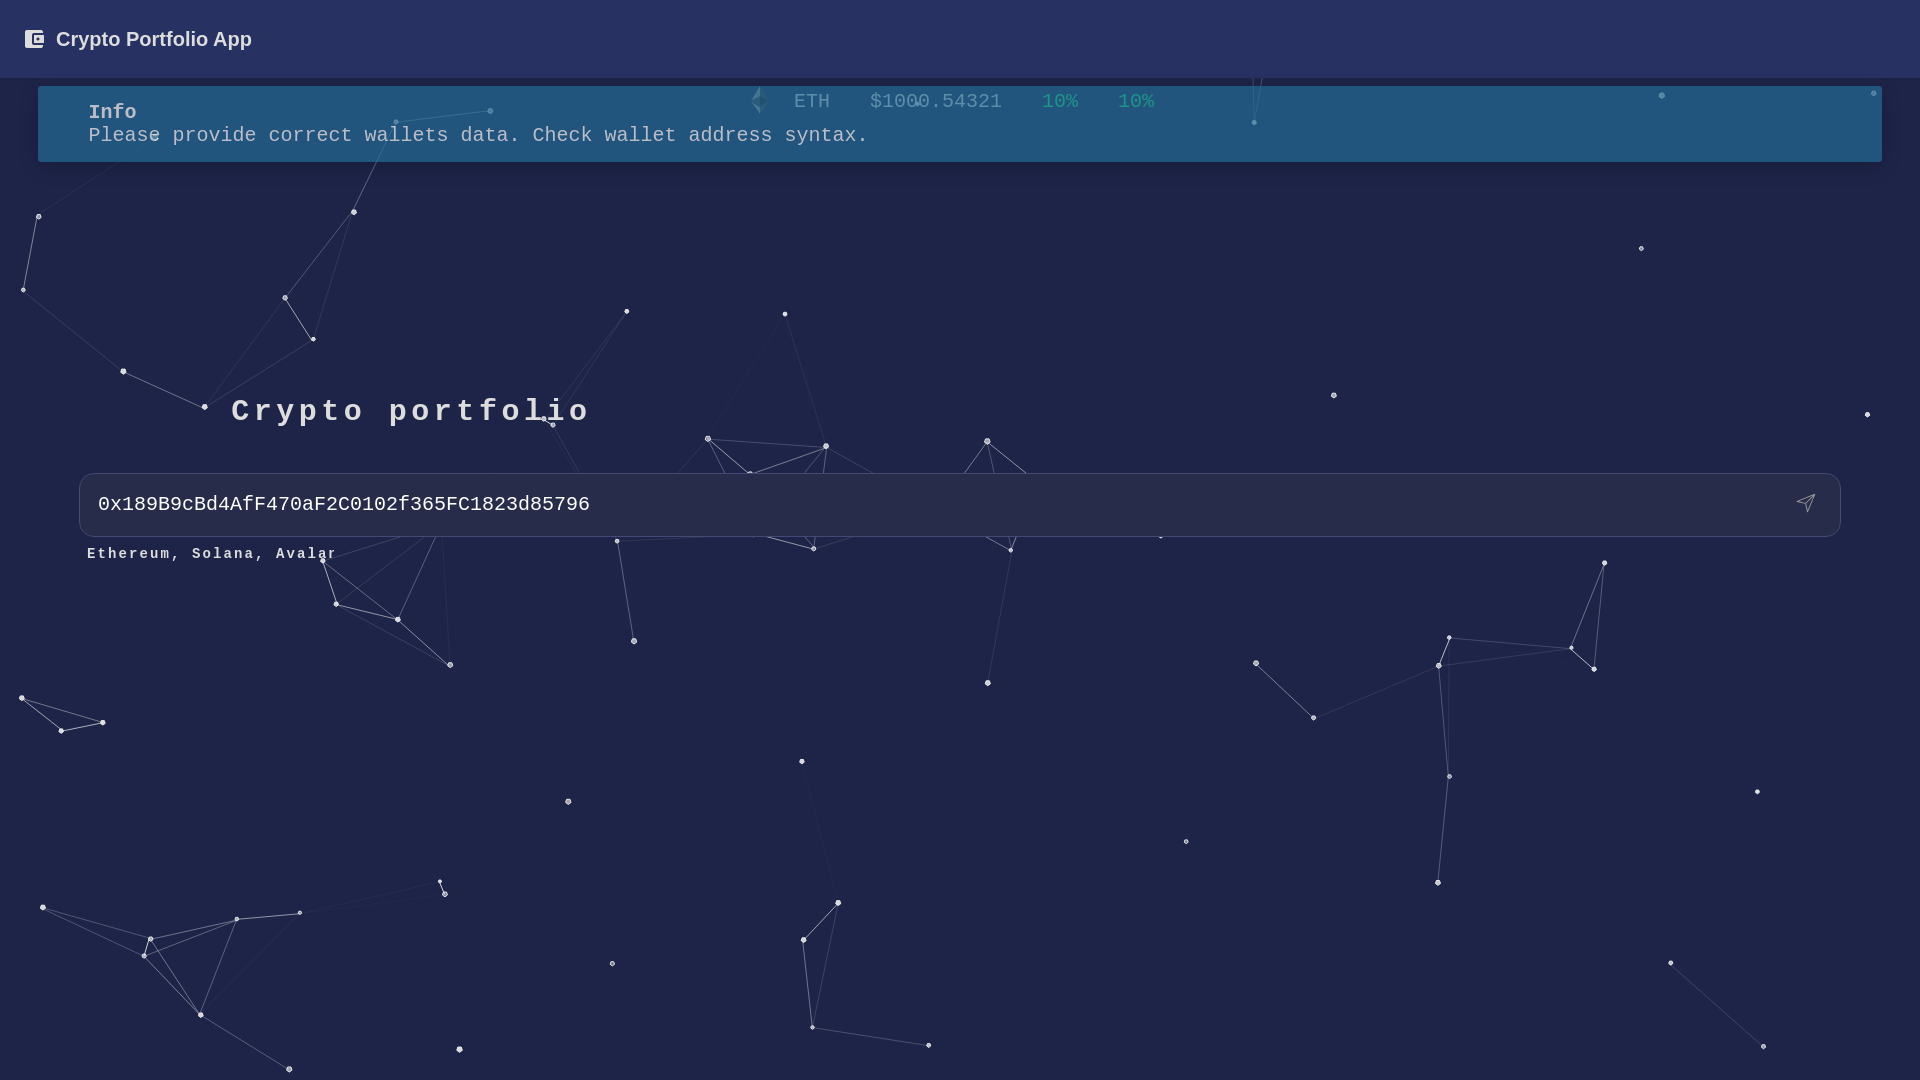 Crypto Portfolio App
ETH $1000.54321 10% 10%
Info
Please provide correct wallets data. Check wallet address syntax.
Crypto portfolio
0x189B9cBd4AfF470aF2C0102f365FC1823d85796
Ethereum, Solana, Avalan